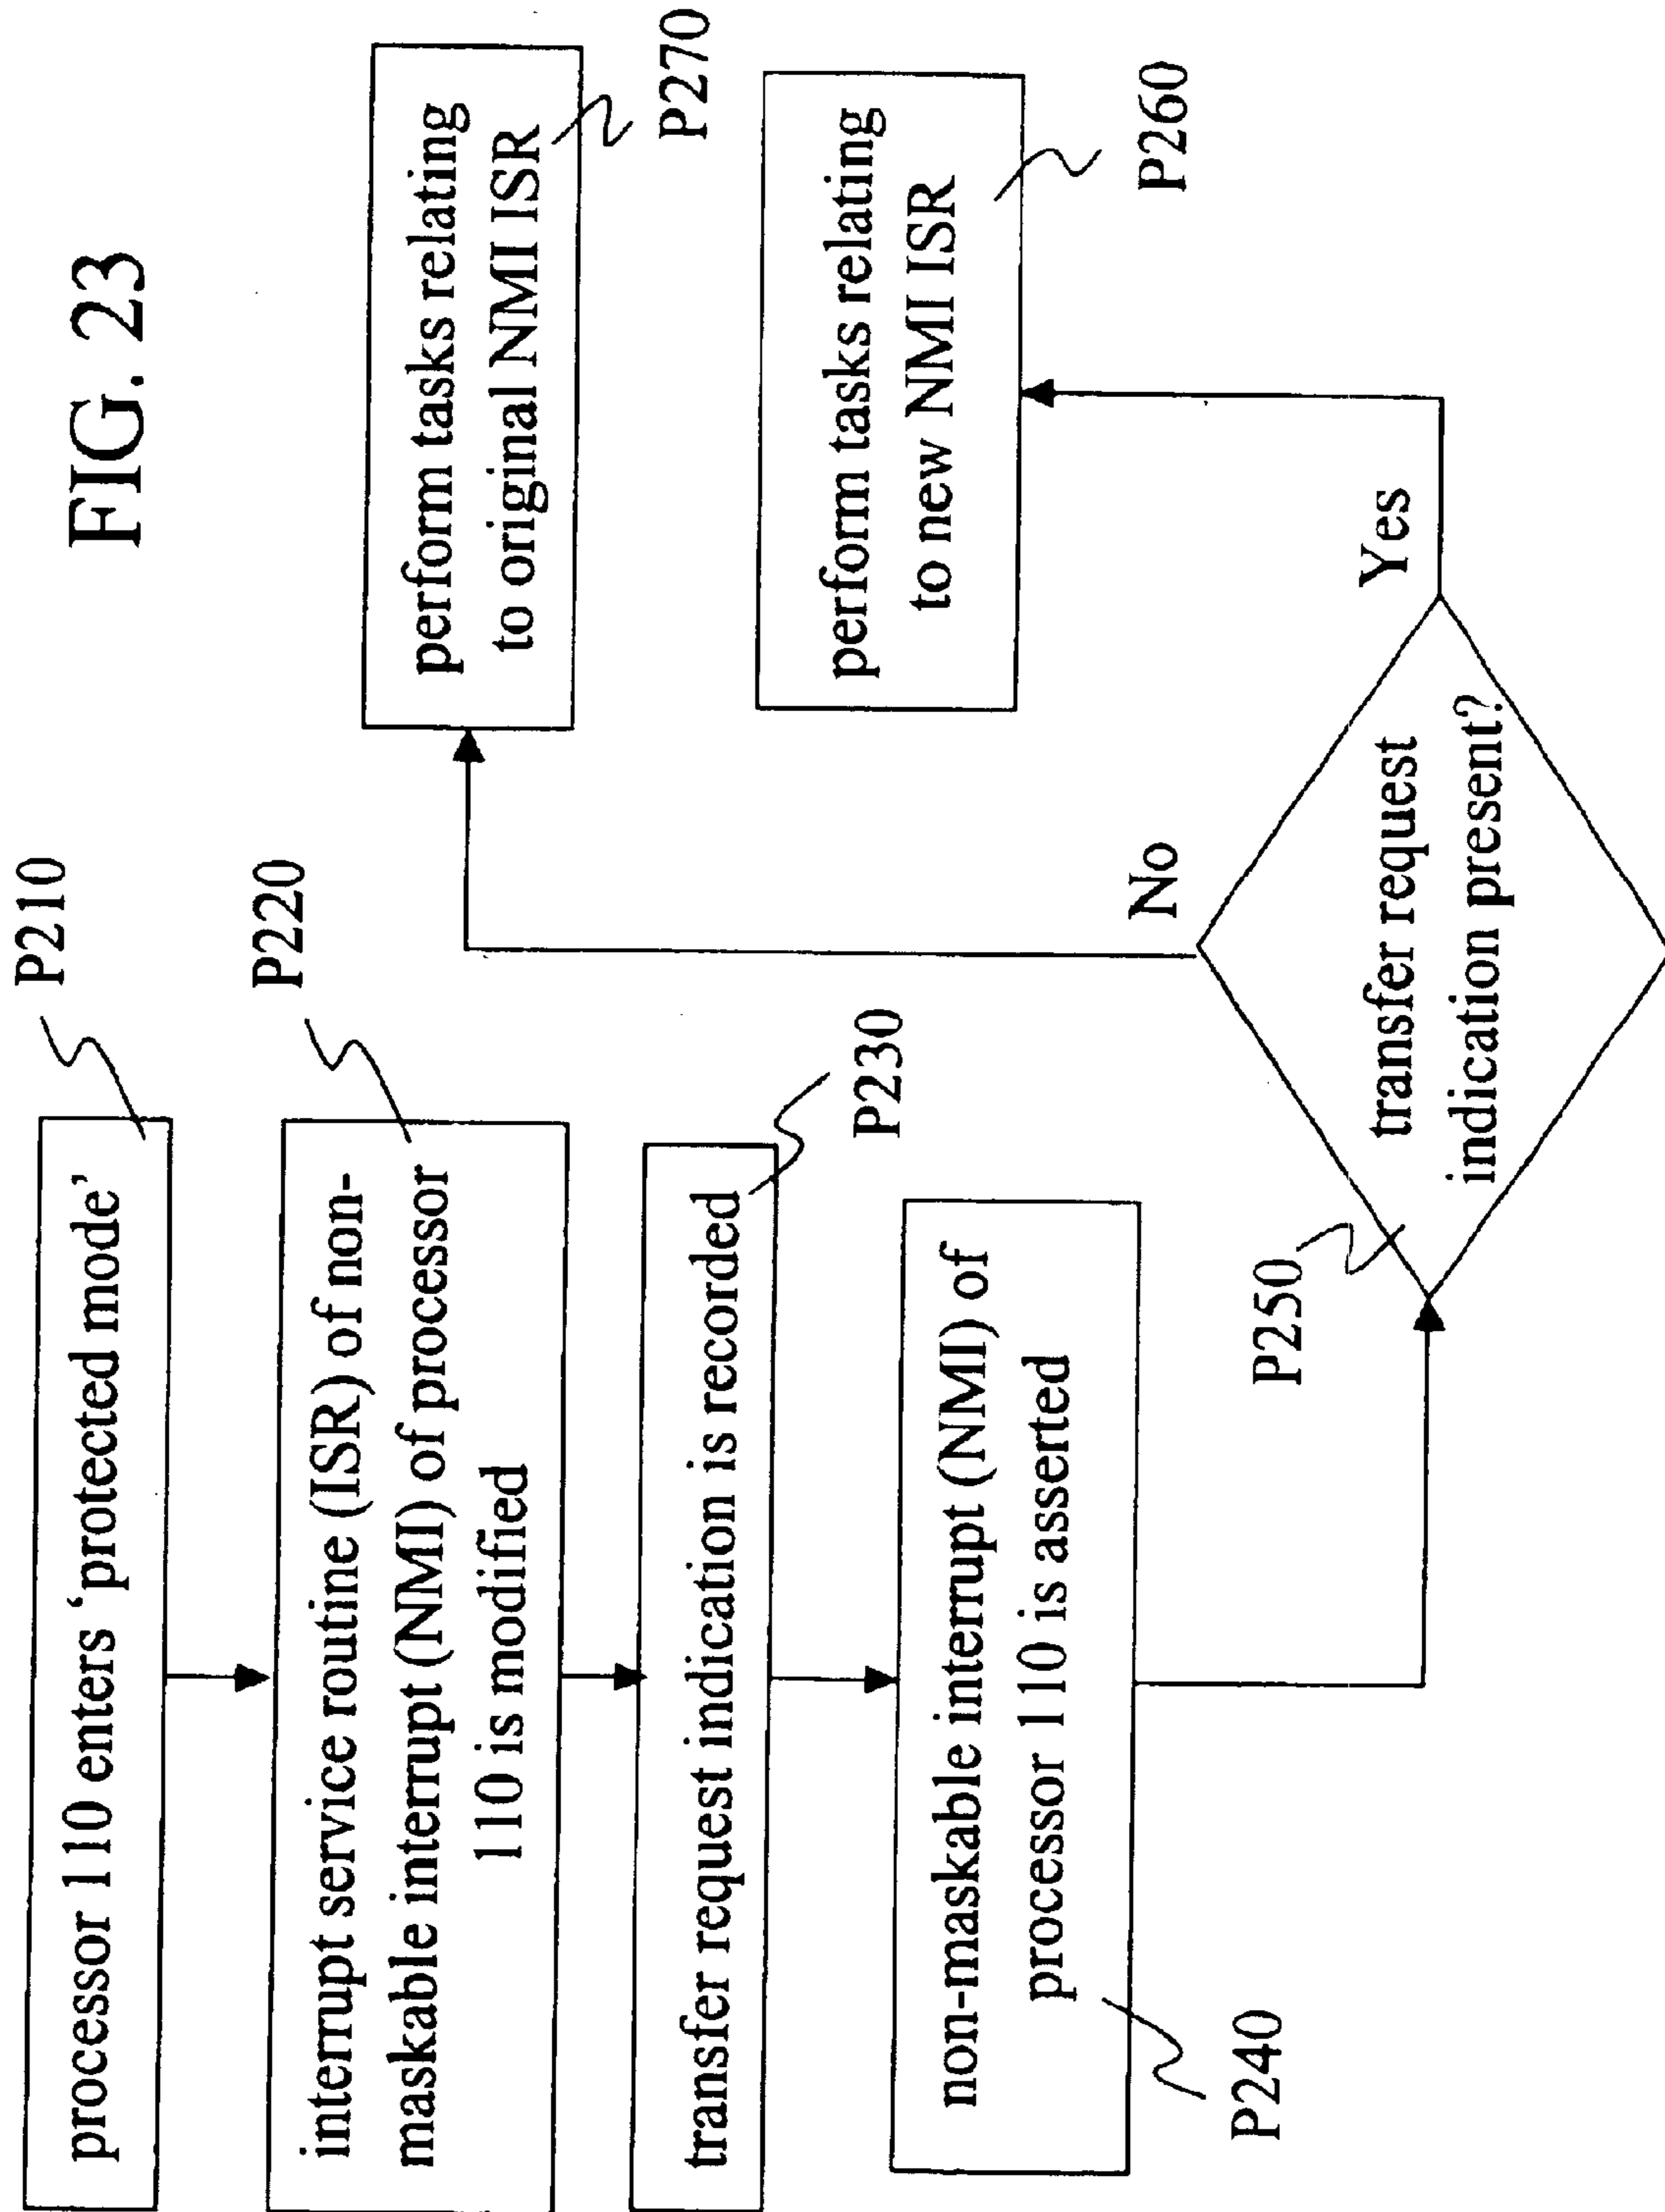 FIG. 23
P210
processor 110 enters ‘protected mode’
P220
interrupt service routine (ISR) of non-
maskable interrupt (NMI) of processor
110 is modified
P230
transfer request indication is recorded
P240
non-maskable interrupt (NMI) of
processor 110 is asserted
P250
transfer request
indication present?
No
Yes
perform tasks relating
to original NMI ISR
P270
perform tasks relating
to new NMI ISR
P260